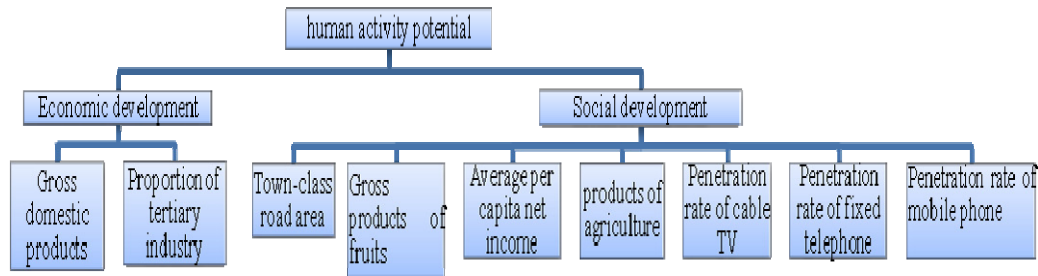 human activity potential
Economic development
Social development
Gross
domestic
products
Proportion of
tertiary
industry
Town-class
road area
Gross
products of
fruits
Average per
capita net
income
products of
agriculture
Penetration
rate of cable
TV
Penetration
rate of fixed
telephone
Penetration rate of
mobile phone